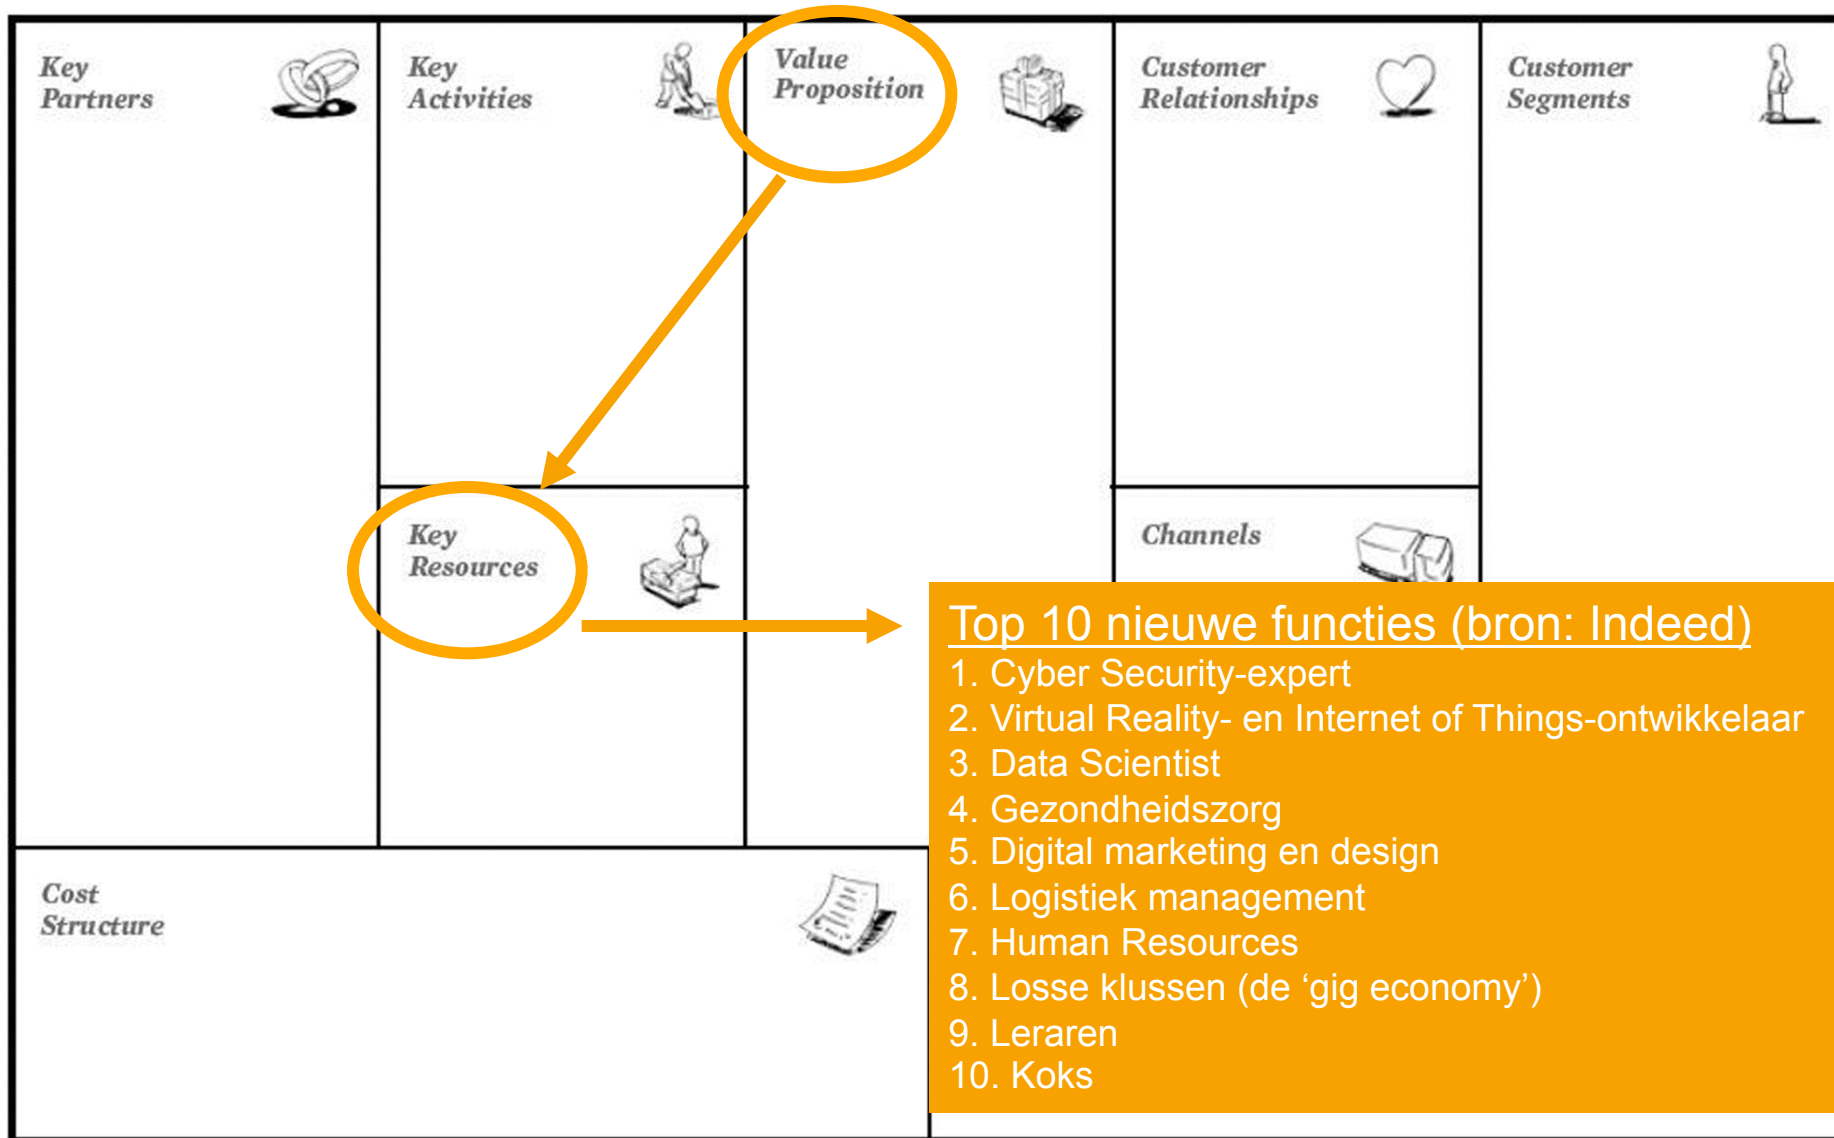 Key
Partners
Key
Activities
Value
Proposition
Customer
Relationships
Customer
Segments
Key
Resources
Channels
Cost
Structure
Top 10 nieuwe functies (bron: Indeed)
1. Cyber Security-expert
2. Virtual Reality- en Internet of Things-ontwikkelaar
3. Data Scientist
4. Gezondheidszorg
5. Digital marketing en design
6. Logistiek management
7. Human Resources
8. Losse klussen (de ‘gig economy’)
9. Leraren
10. Koks